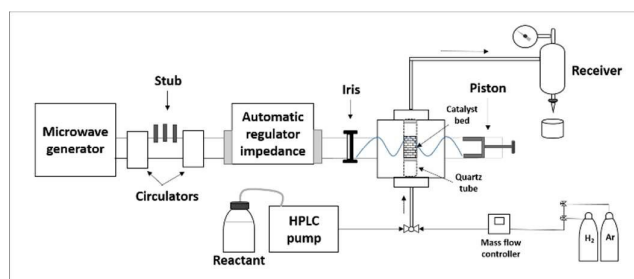 Stub
Microwave
generator
Circulators
Automatic
regulator
impedance
Iris
Catalyst
bed
Quartz
tube
Piston
Receiver
Reactant
HPLC
pump
Mass flow
controller
H₂
Ar